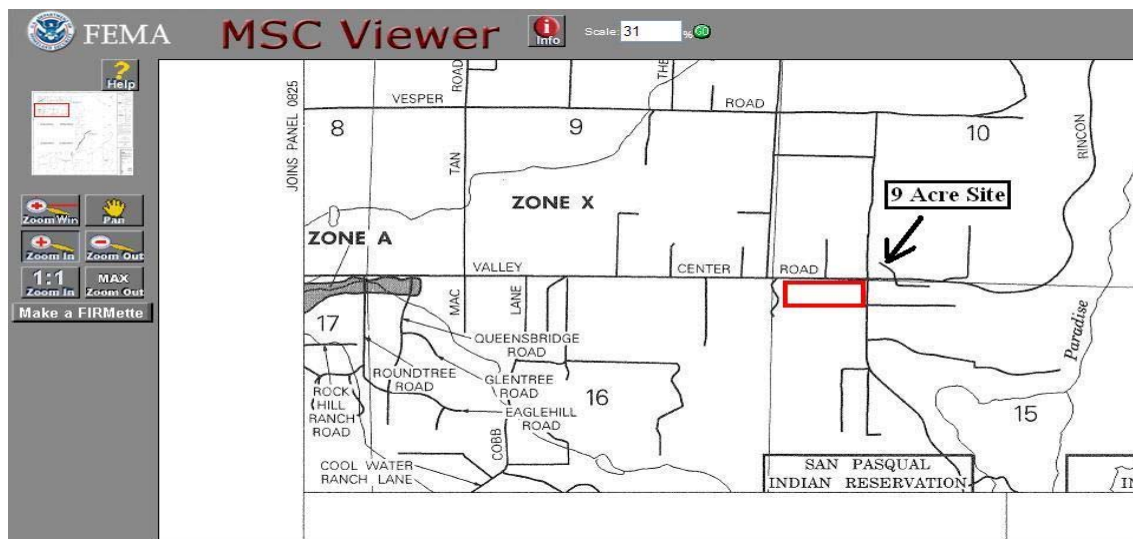 FEMA
MSC Viewer
Info
Scale: 31 % GO
?
Help
Zoom Win
Pan
Zoom In
Zoom Out
1:1
Zoom In
MAX
Zoom Out
Make a FIRMette
JOINS PANEL 0825
VESPER ROAD
ROAD
THE
8
9
10
TAN
RINCON
ZONE X
9 Acre Site
ZONE A
VALLEY CENTER ROAD
MAC
LANE
17
QUEENSBRIDGE
ROAD
ROUNDTREE
ROAD
GLENTREE
ROAD
ROCK
HILL
RANCH
ROAD
EAGLEHILL
ROAD
16
Paradise
15
COBB
COOL WATER
RANCH LANE
SAN PASQUAL
INDIAN RESERVATION